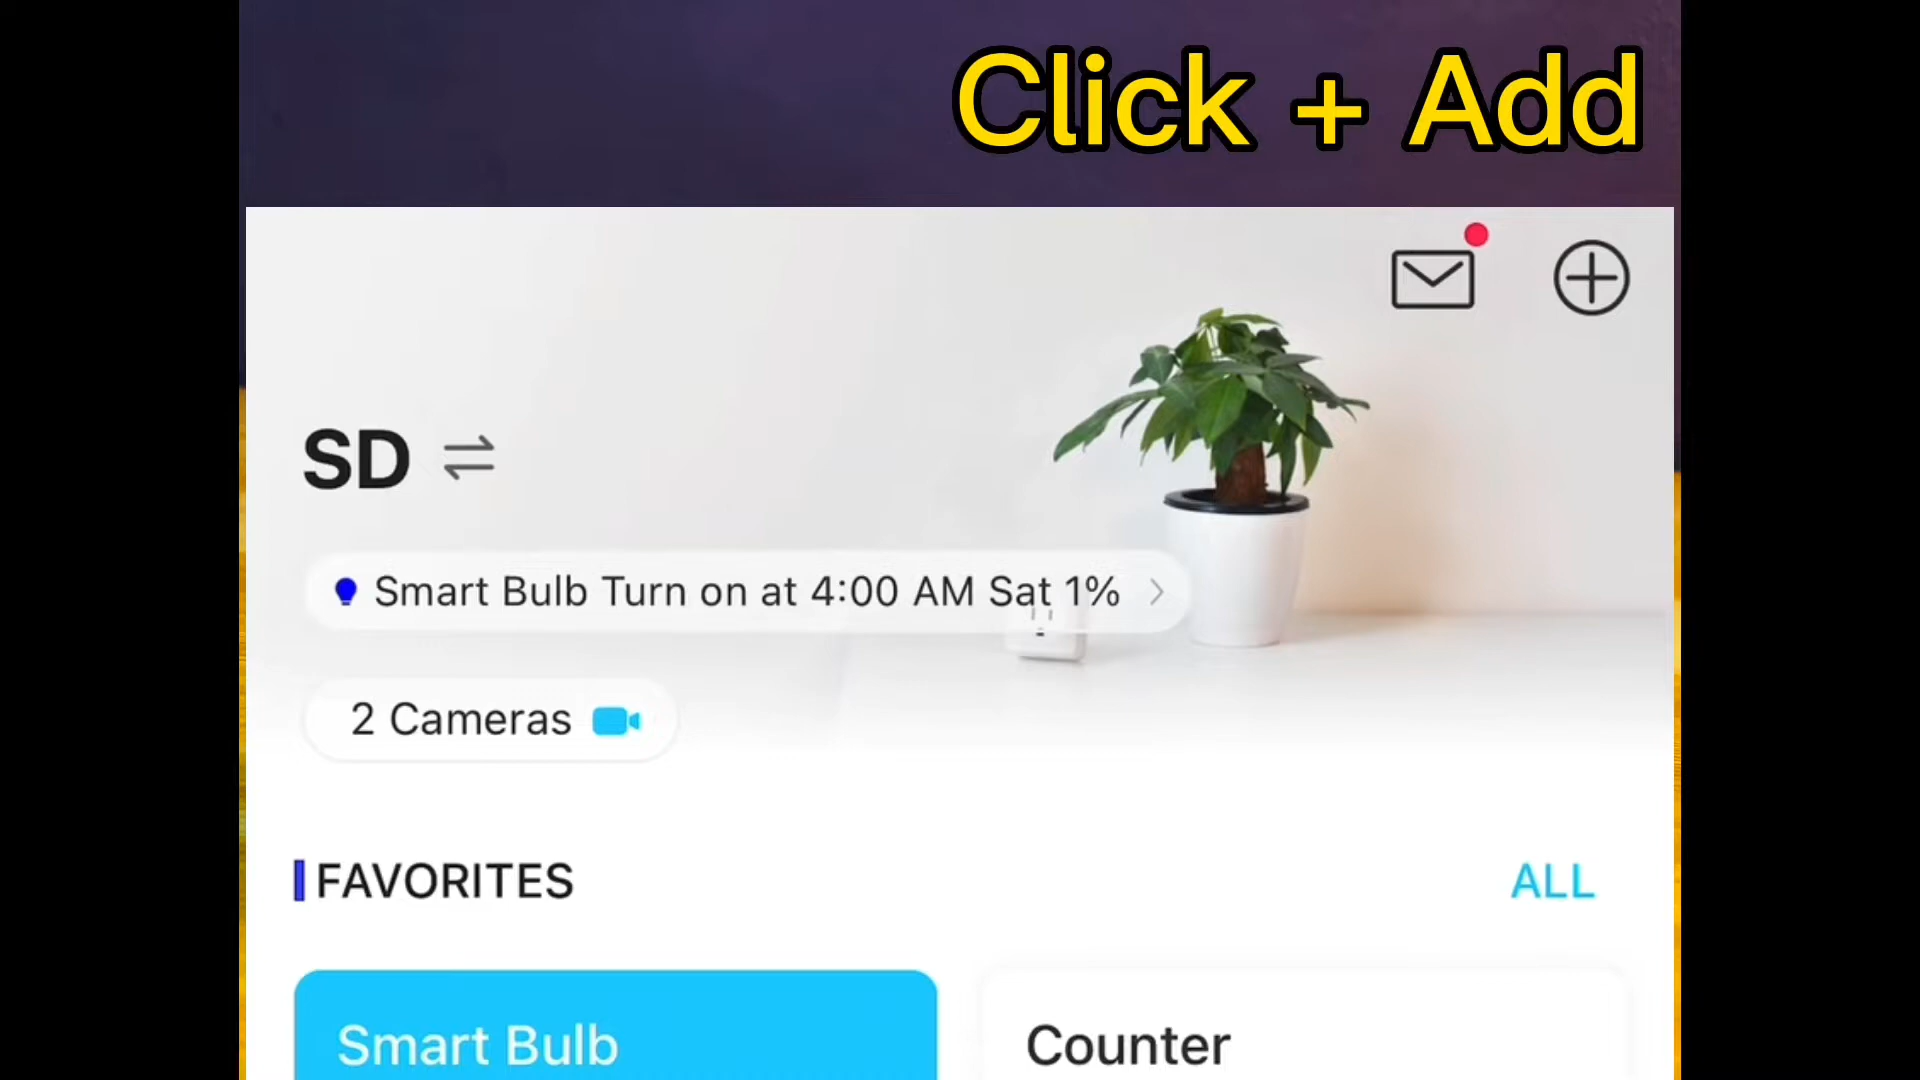 Click + Add
SD
Smart Bulb Turn on at 4:00 AM Sat 1%
2 Cameras
FAVORITES
ALL
Smart Bulb
Counter